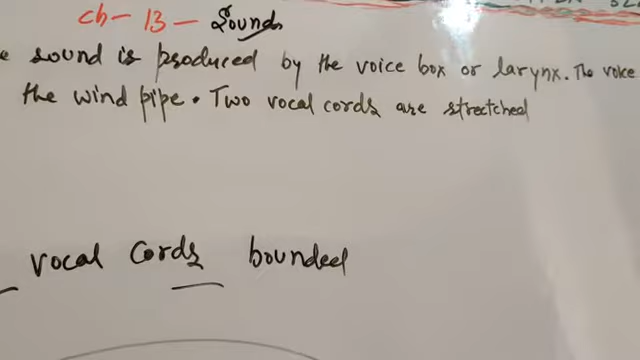 ch- 13 - Sounds
sound is produced by the voice box or larynx. The voice
the wind pipe. Two vocal cords are stretched
vocal cords bounded